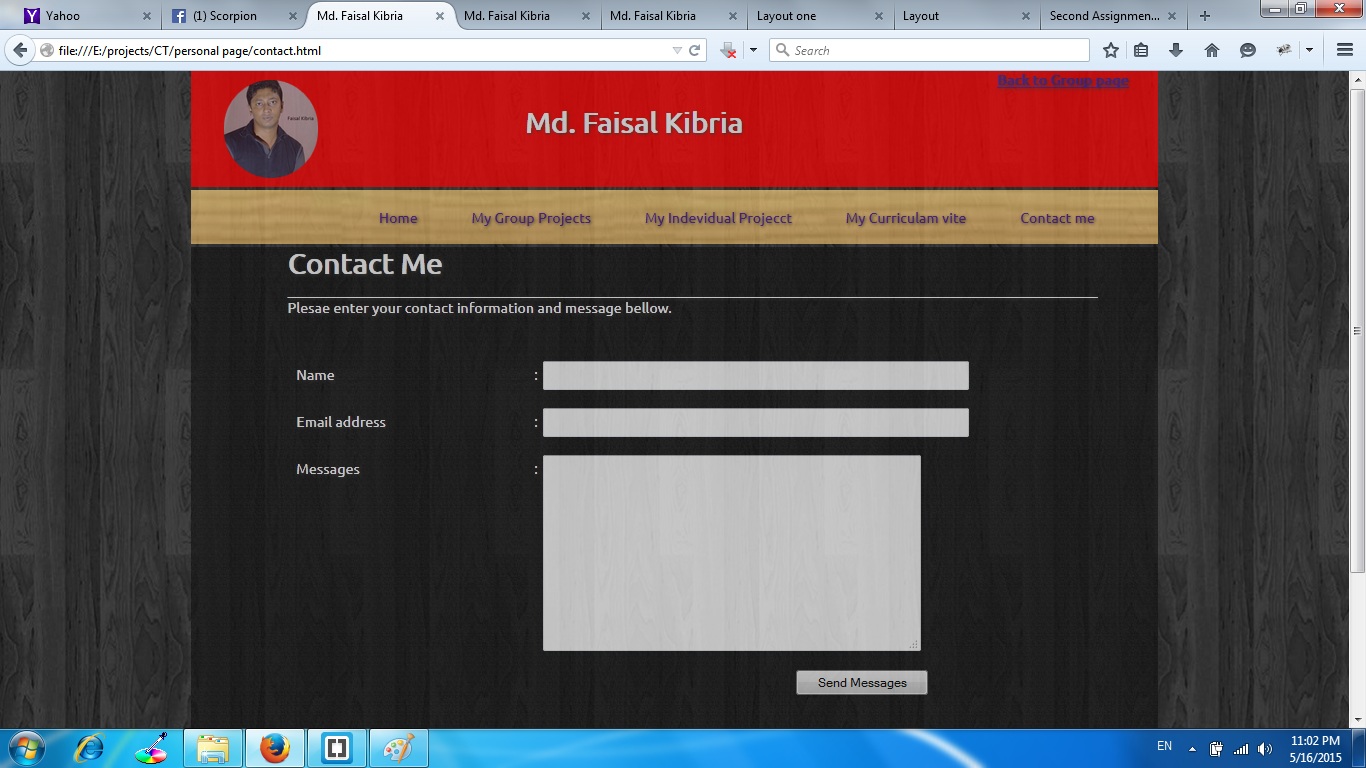 Yahoo
(1) Scorpion
Md. Faisal Kibria
Md. Faisal Kibria
Md. Faisal Kibria
Layout one
Layout
Second Assignmen...
file:///E:/projects/CT/personal page/contact.html
Search
Back to Group page
Faisal Kibria
Md. Faisal Kibria
Home
My Group Projects
My Indevidual Projecct
My Curriculam vite
Contact me
Contact Me
Plesae enter your contact information and message bellow.
Name :
Email address :
Messages :
Send Messages
EN
11:02 PM
5/16/2015